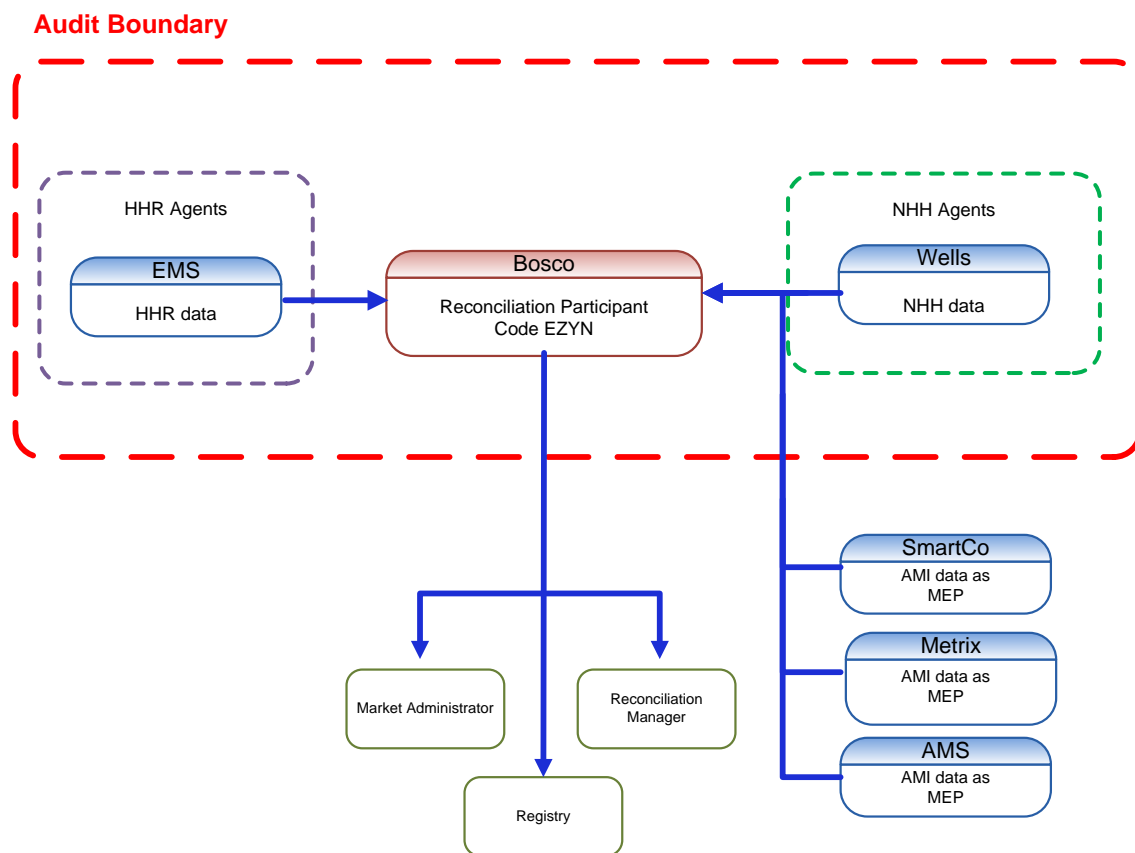 Audit Boundary
HHR Agents
EMS
HHR data
Bosco
Reconciliation Participant
Code EZYN
NHH Agents
Wells
NHH data
SmartCo
AMI data as
MEP
Metrix
AMI data as
MEP
AMS
AMI data as
MEP
Market Administrator
Reconciliation
Manager
Registry